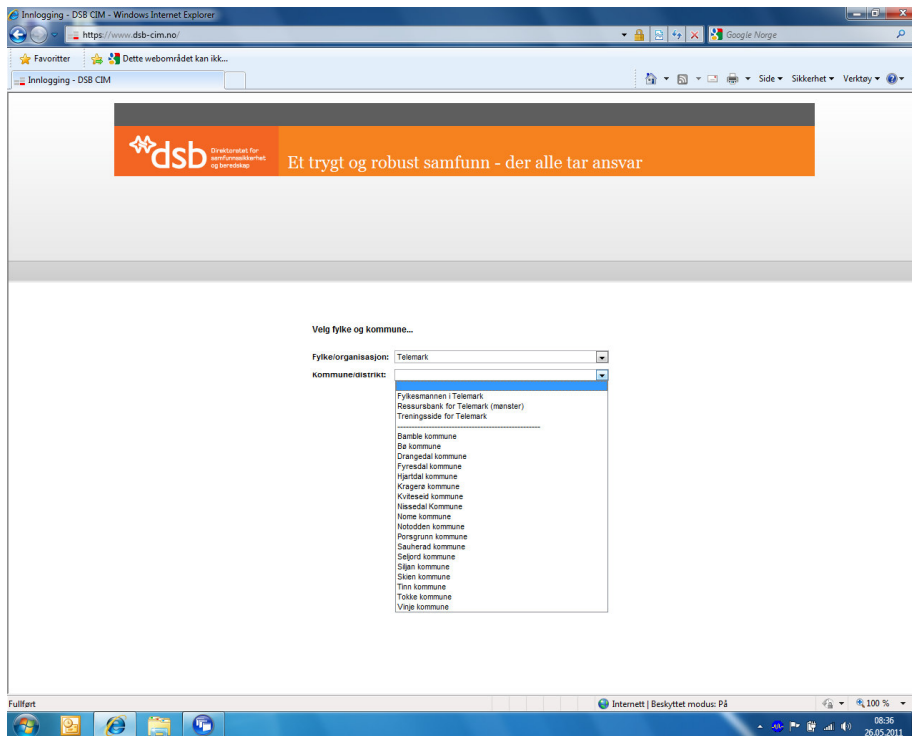 Innlogging - DSB CIM - Windows Internet Explorer
https://www.dsb-cim.no/
Google Norge
Favoritter
Dette webområdet kan ikk...
Innlogging - DSB CIM
Side
Sikkerhet
Verktøy
dsb
Direktoratet for
samfunnssikkerhet
og beredskap
Et trygt og robust samfunn - der alle tar ansvar
Velg fylke og kommune...
Fylke/organisasjon: Telemark
Kommune/distrikt:
Fylkesmannen i Telemark
Ressursbank for Telemark (mønster)
Treningsside for Telemark
--------------------------------------------------
Bamble kommune
Bø kommune
Drangedal kommune
Fyresdal kommune
Hjartdal kommune
Kragerø kommune
Kviteseid kommune
Nissedal Kommune
Nome kommune
Notodden kommune
Porsgrunn kommune
Sauherad kommune
Seljord kommune
Siljan kommune
Skien kommune
Tinn kommune
Tokke kommune
Vinje kommune
Fullført
Internett | Beskyttet modus: På
100 %
08:36
26.05.2011